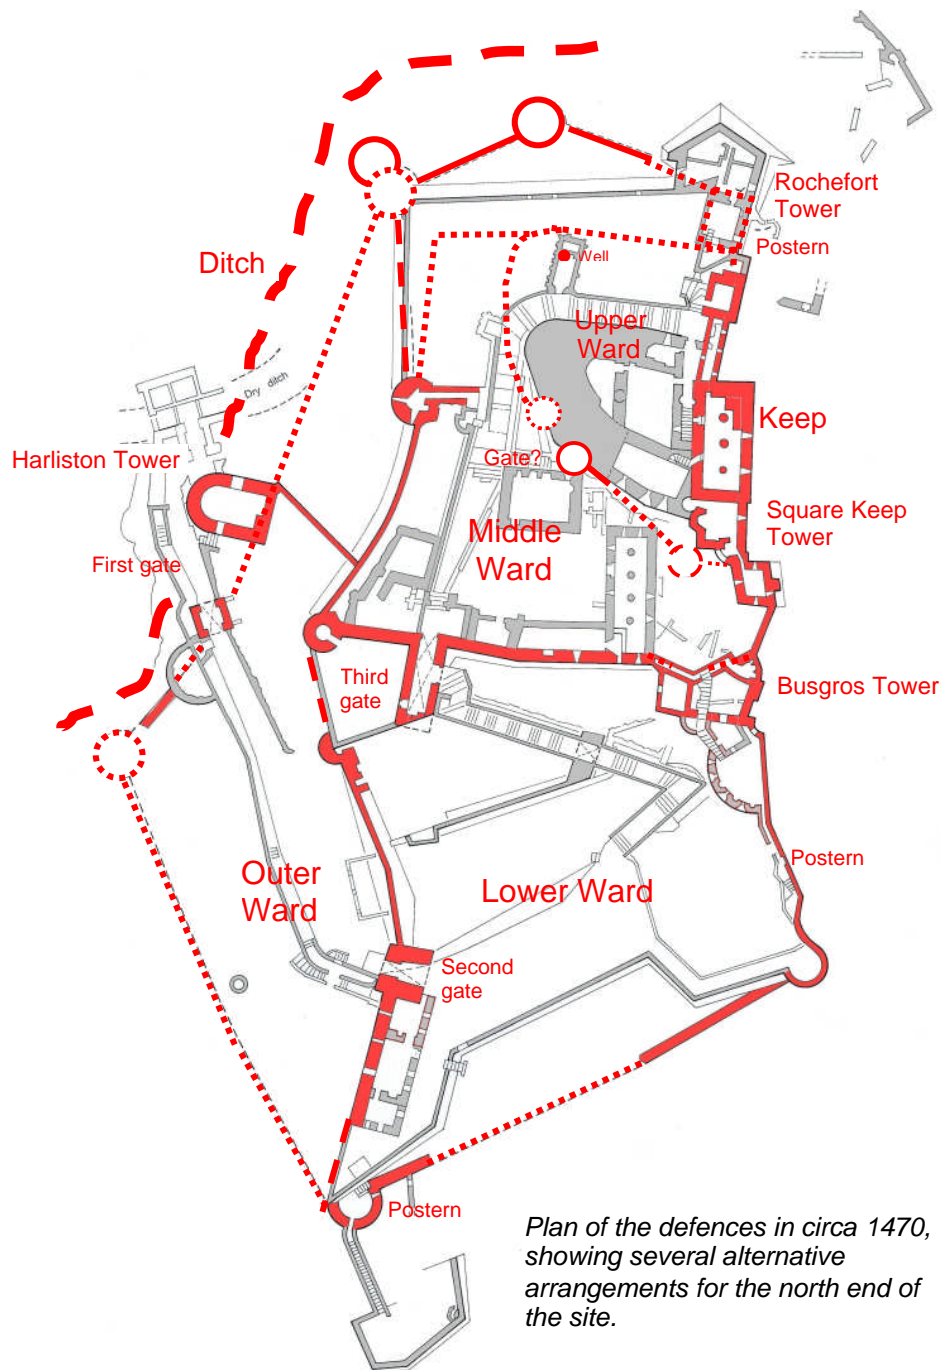 Rochefort
Tower
Postern
Ditch
Well
Upper
Ward
Dry ditch
Keep
Harliston Tower
Gate?
Square Keep
Tower
Middle
Ward
First gate
Third
gate
Busgros Tower
Postern
Outer
Ward
Lower Ward
Second
gate
Postern
Plan of the defences in circa 1470,
showing several alternative
arrangements for the north end of
the site.